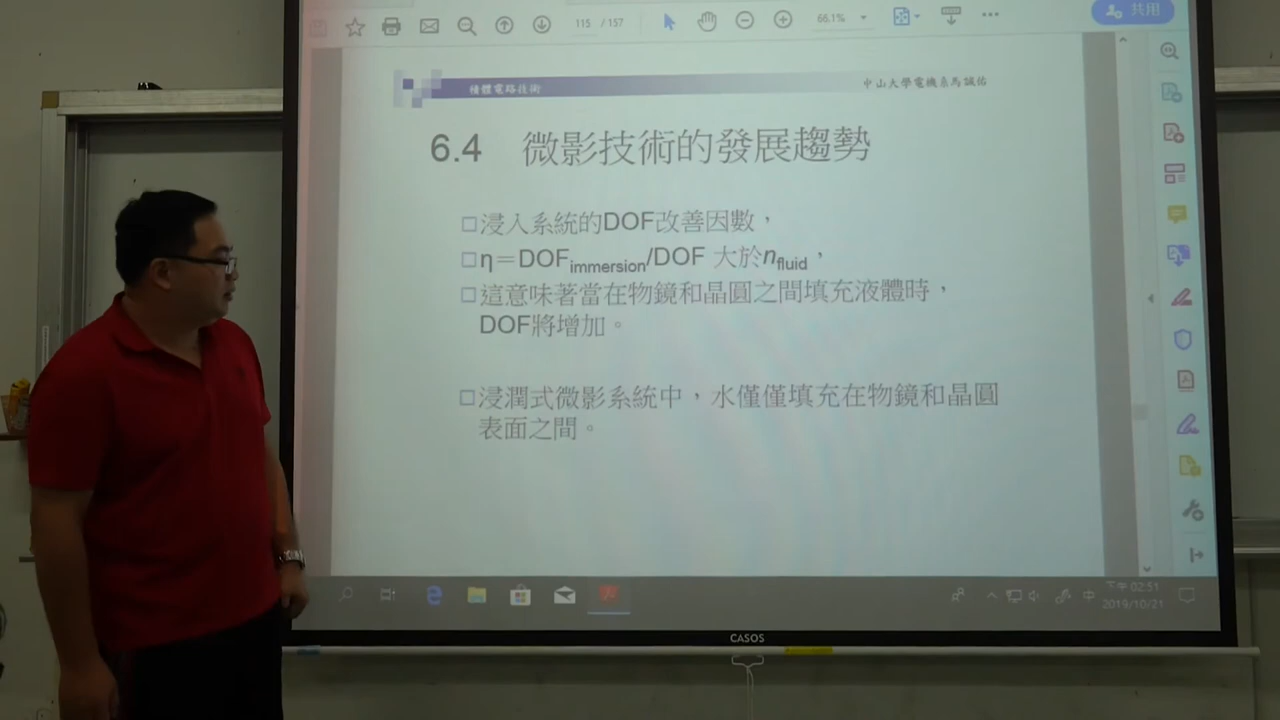 115 / 157
66.1%
共用
積體電路技術
中山大學電機系馬誠佑
6.4 微影技術的發展趨勢
浸入系統的DOF改善因數，
η＝DOFimmersion/DOF 大於nfluid，
這意味著當在物鏡和晶圓之間填充液體時，
DOF將增加。
浸潤式微影系統中，水僅僅填充在物鏡和晶圓
表面之間。
中
下午 02:51
2019/10/21
CASOS